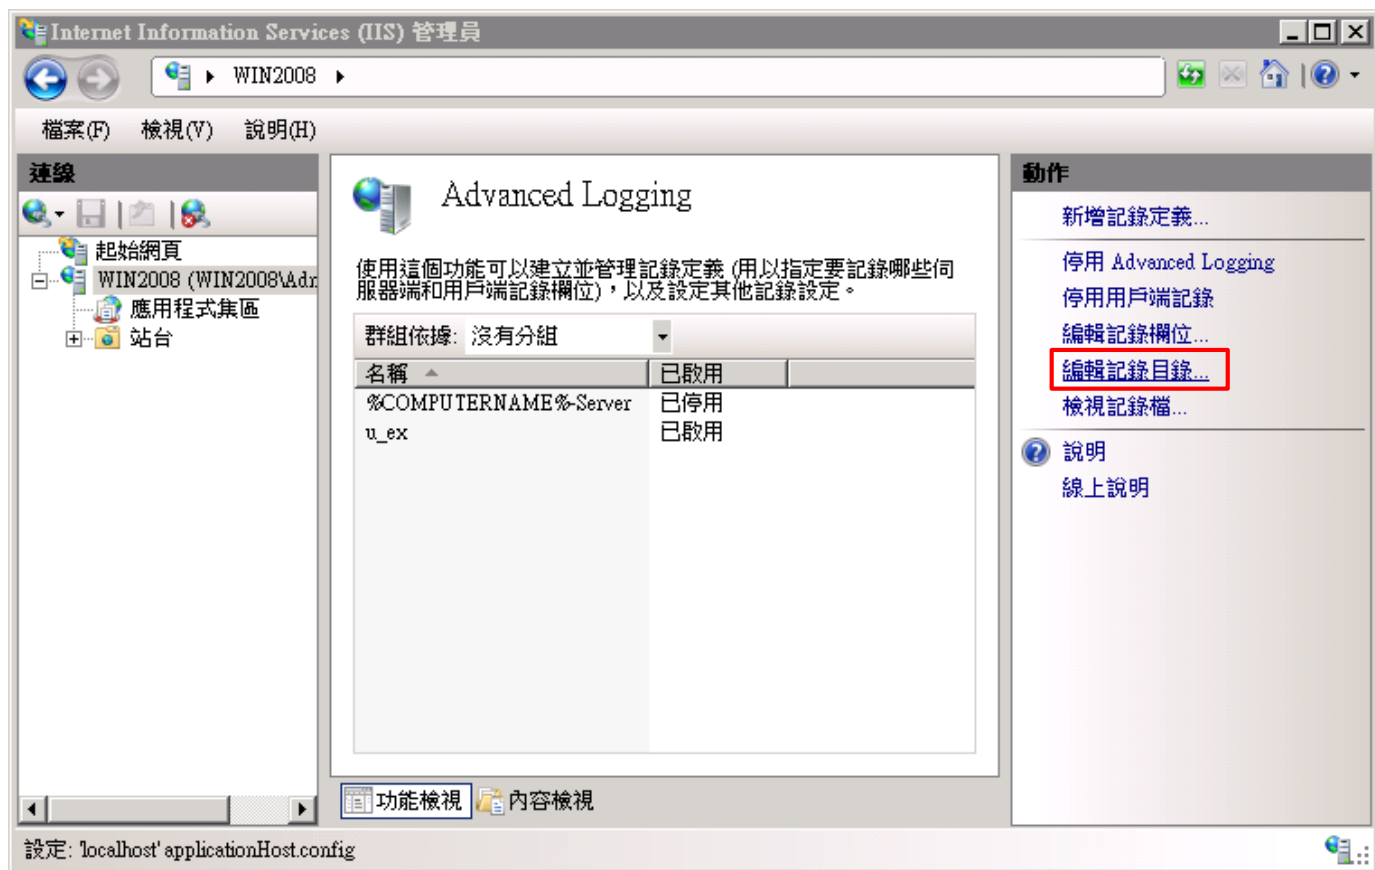 Internet Information Services (IIS) 管理員
WIN2008
檔案(F) 檢視(V) 說明(H)
連線
起始網頁
WIN2008 (WIN2008\Adr
應用程式集區
站台
Advanced Logging
使用這個功能可以建立並管理記錄定義 (用以指定要記錄哪些伺
服器端和用戶端記錄欄位)，以及設定其他記錄設定。
群組依據: 沒有分組
名稱 已啟用
%COMPUTERNAME%-Server 已停用
u_ex 已啟用
功能檢視 內容檢視
動作
新增記錄定義...
停用 Advanced Logging
停用用戶端記錄
編輯記錄欄位...
編輯記錄目錄...
檢視記錄檔...
說明
線上說明
設定: 'localhost' applicationHost.config